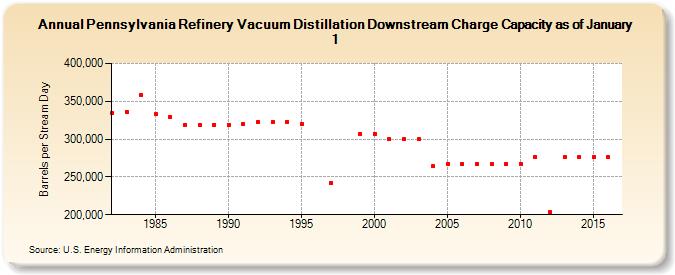 Annual Pennsylvania Refinery Vacuum Distillation Downstream Charge Capacity as of January
1
Barrels per Stream Day
400,000
350,000
300,000
250,000
200,000
1985 1990 1995 2000 2005 2010 2015
Source: U.S. Energy Information Administration